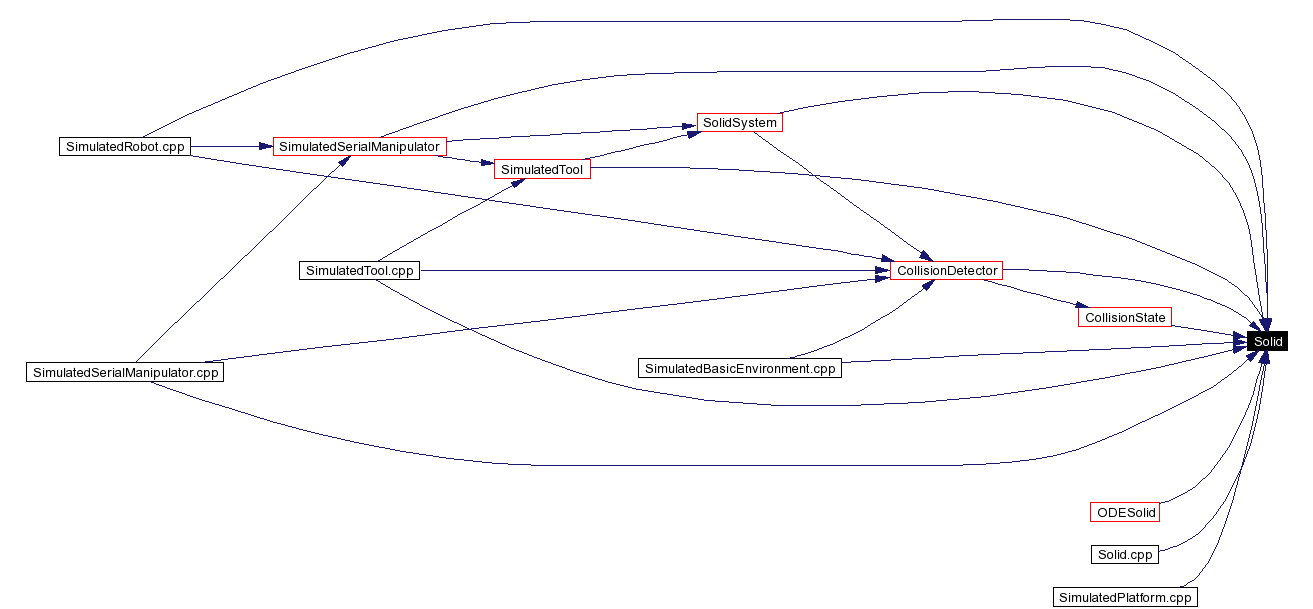 SolidSystem
SimulatedRobot.cpp
SimulatedSerialManipulator
SimulatedTool
SimulatedTool.cpp
CollisionDetector
CollisionState
Solid
SimulatedSerialManipulator.cpp
SimulatedBasicEnvironment.cpp
ODESolid
Solid.cpp
SimulatedPlatform.cpp